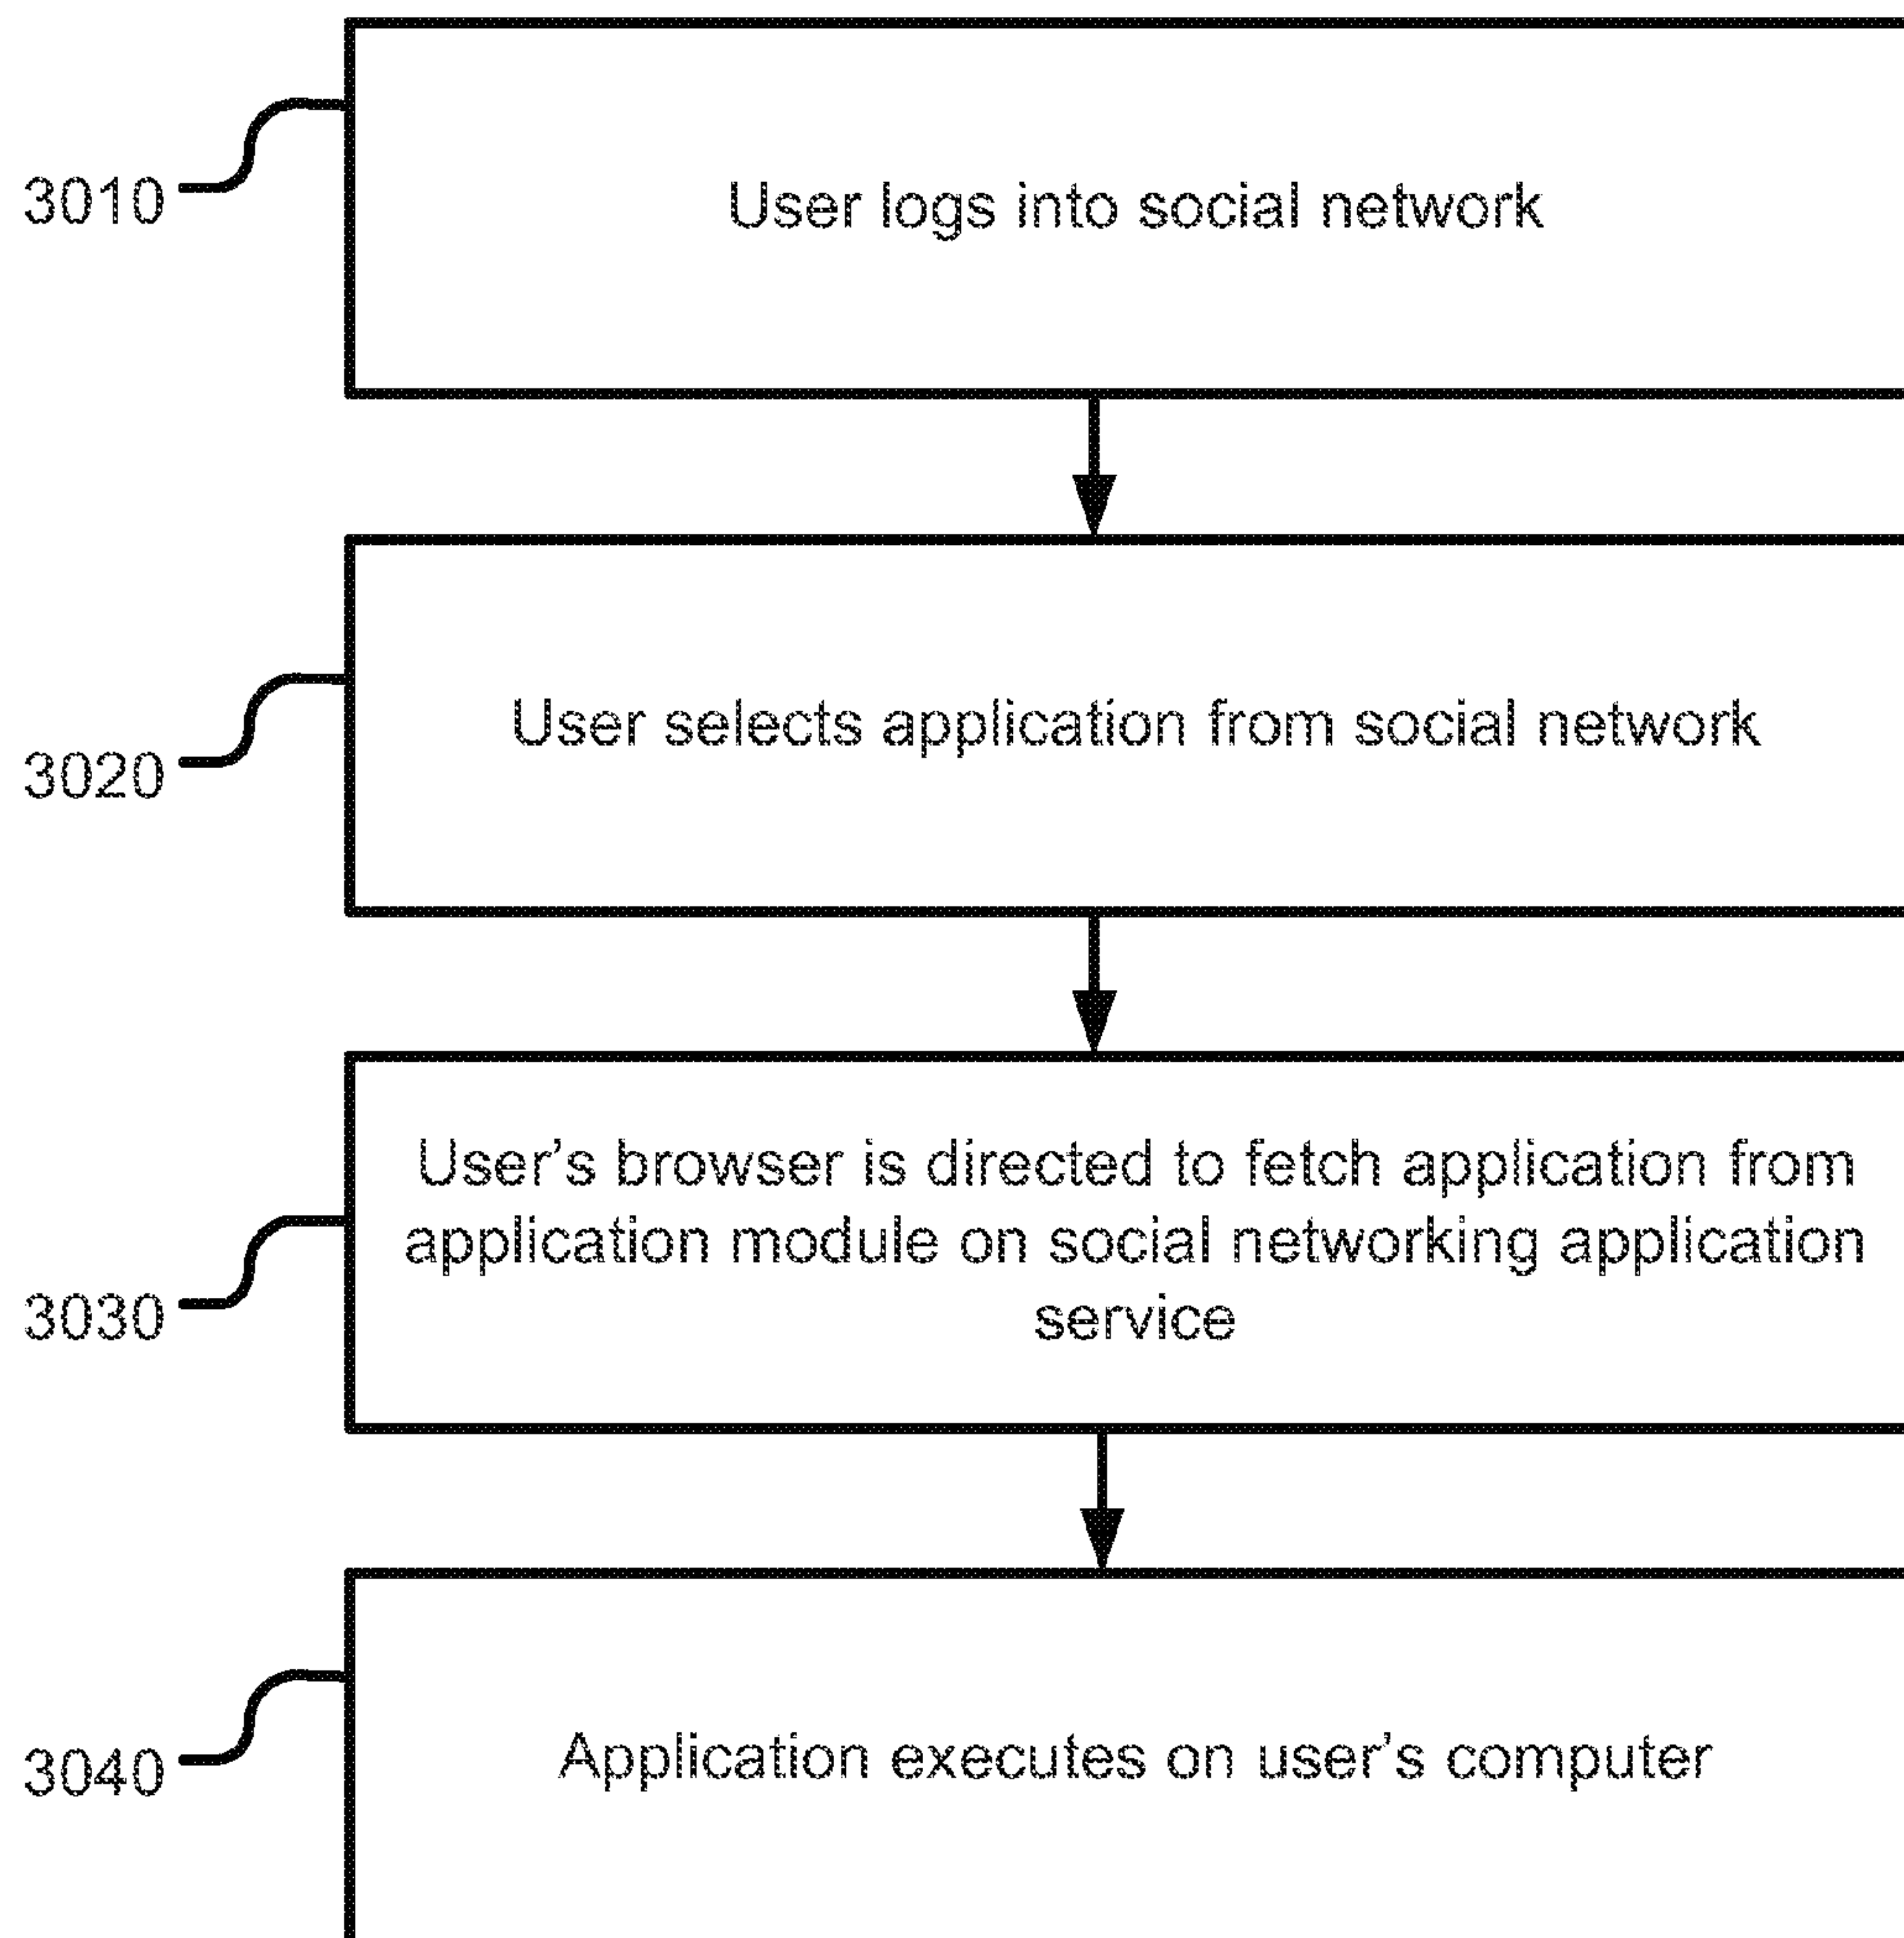 3010
User logs into social network
3020
User selects application from social network
3030
User’s browser is directed to fetch application from
application module on social networking application
service
3040
Application executes on user’s computer